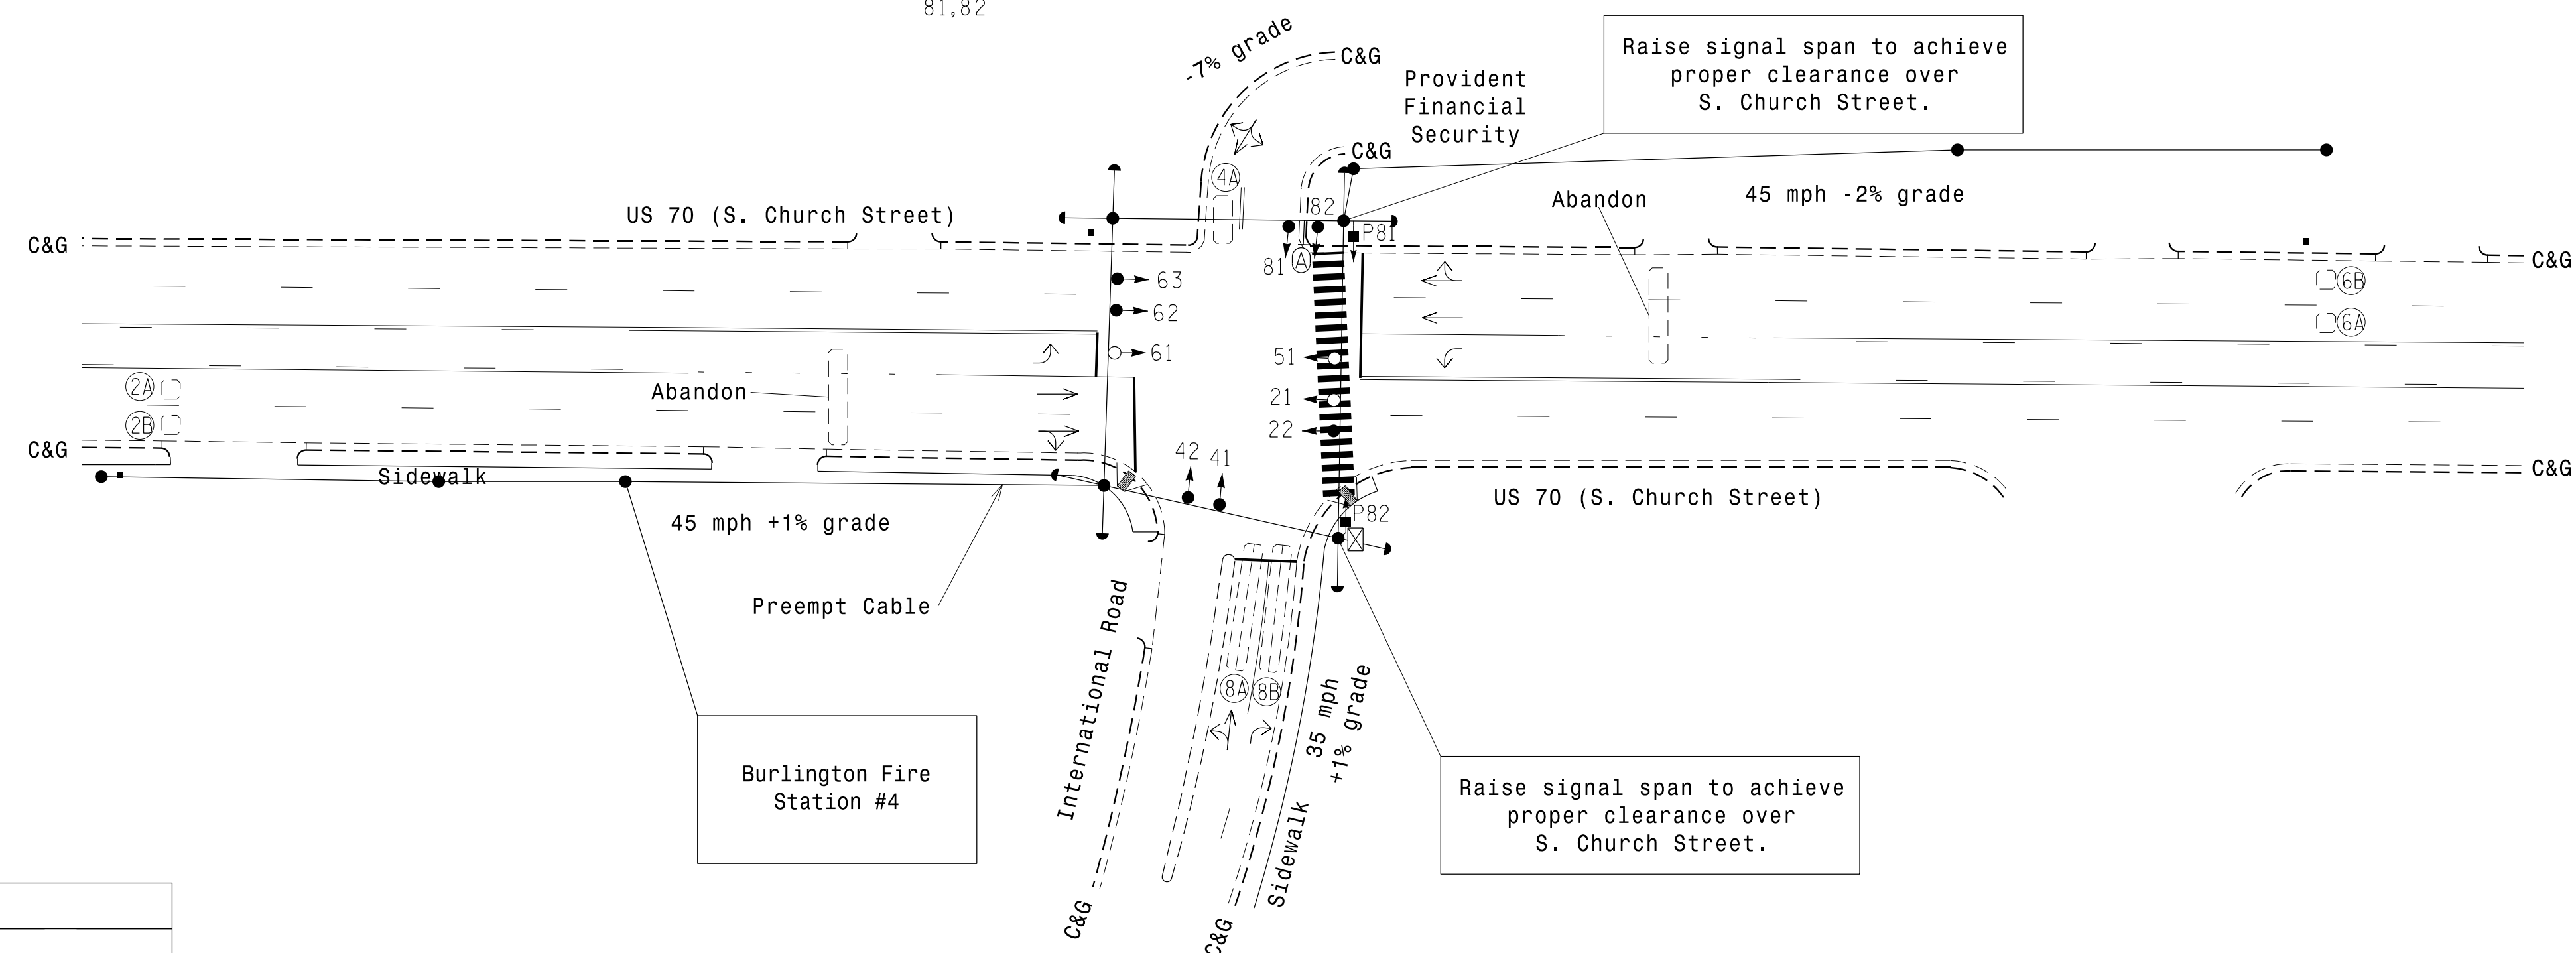 81,82
-7% grade
C&G
Provident
Financial
Security
C&G
Raise signal span to achieve
proper clearance over
S. Church Street.
4A
US 70 (S. Church Street)
82
P81
Abandon
45 mph -2% grade
C&G
81
A
C&G
63
62
61
6B
6A
51
21
22
2A
2B
Abandon
C&G
Sidewalk
42
41
US 70 (S. Church Street)
C&G
45 mph +1% grade
P82
Preempt Cable
International Road
8A
8B
35 mph
+1% grade
Burlington Fire
Station #4
Sidewalk
Raise signal span to achieve
proper clearance over
S. Church Street.
C&G
C&G